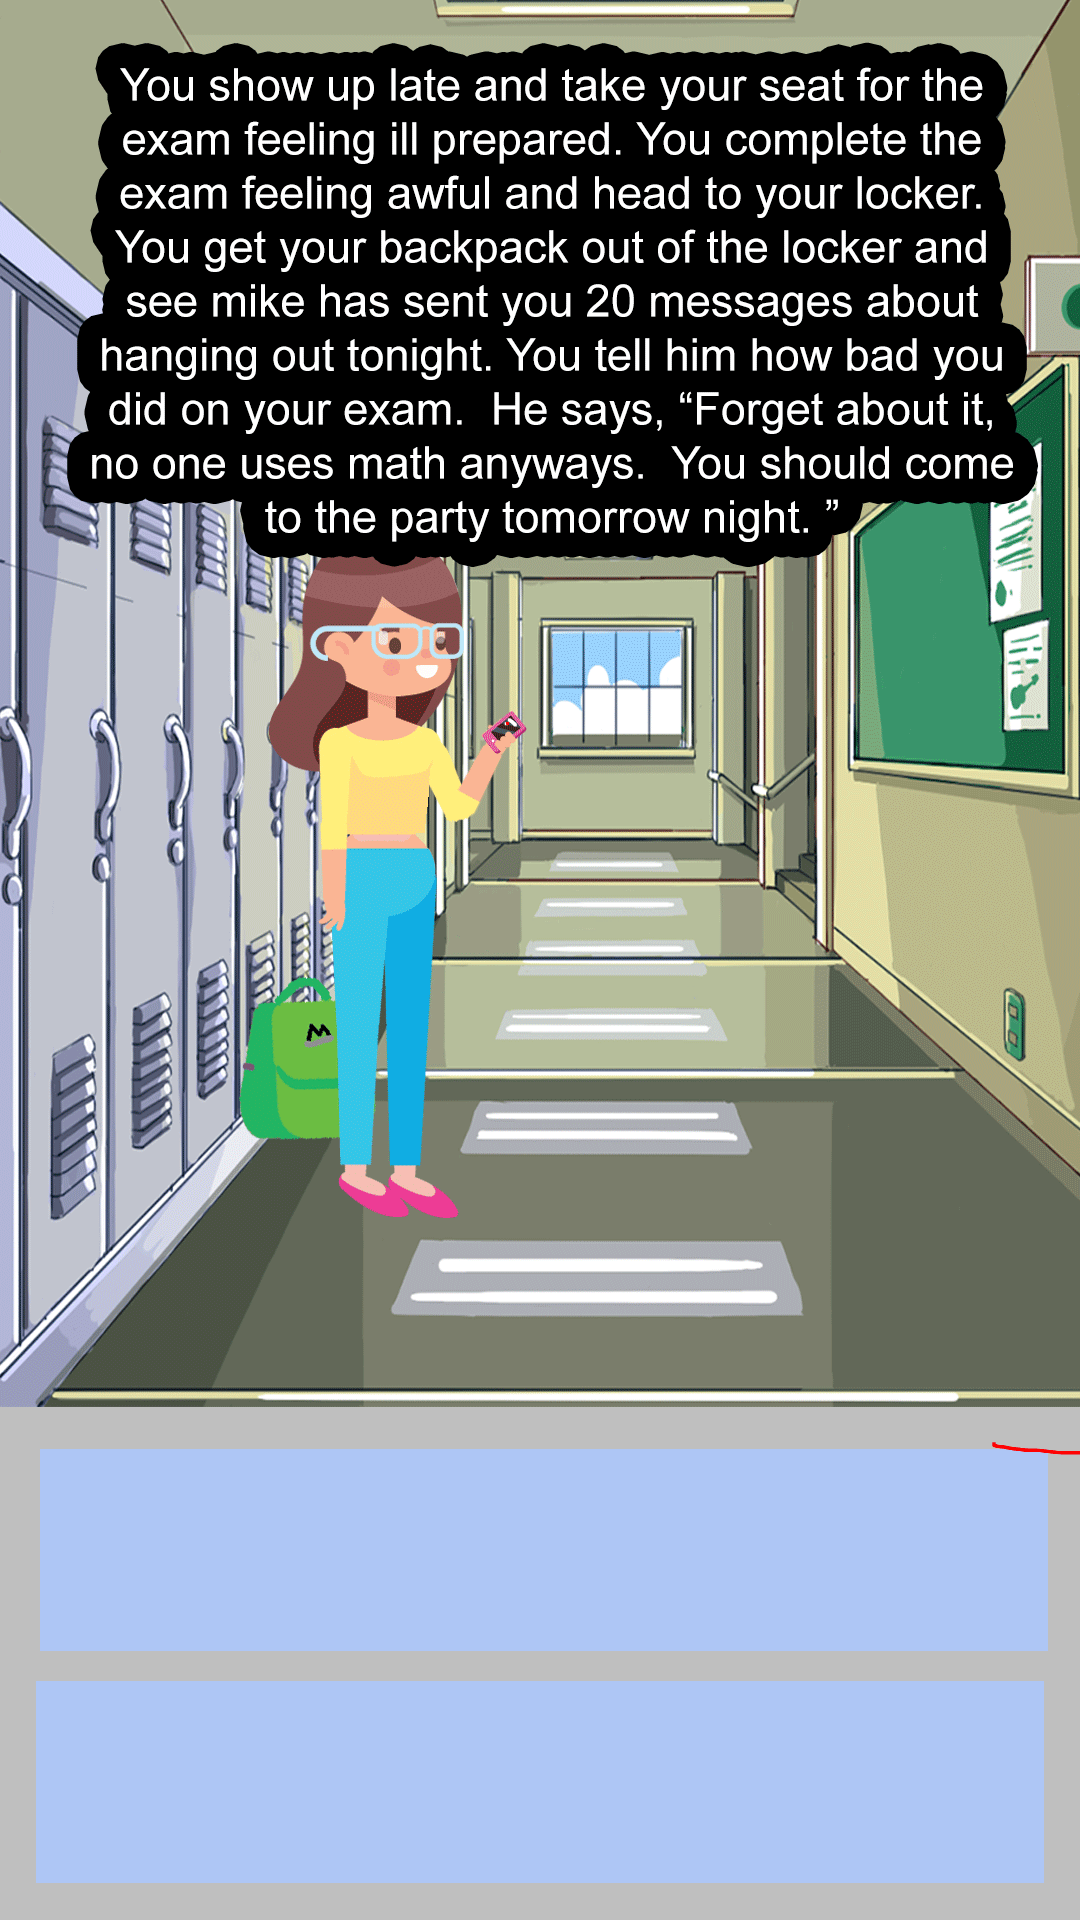 You show up late and take your seat for the
exam feeling ill prepared. You complete the
exam feeling awful and head to your locker.
You get your backpack out of the locker and
see mike has sent you 20 messages about
hanging out tonight. You tell him how bad you
did on your exam.  He says, “Forget about it,
no one uses math anyways.  You should come
to the party tomorrow night. ”
M